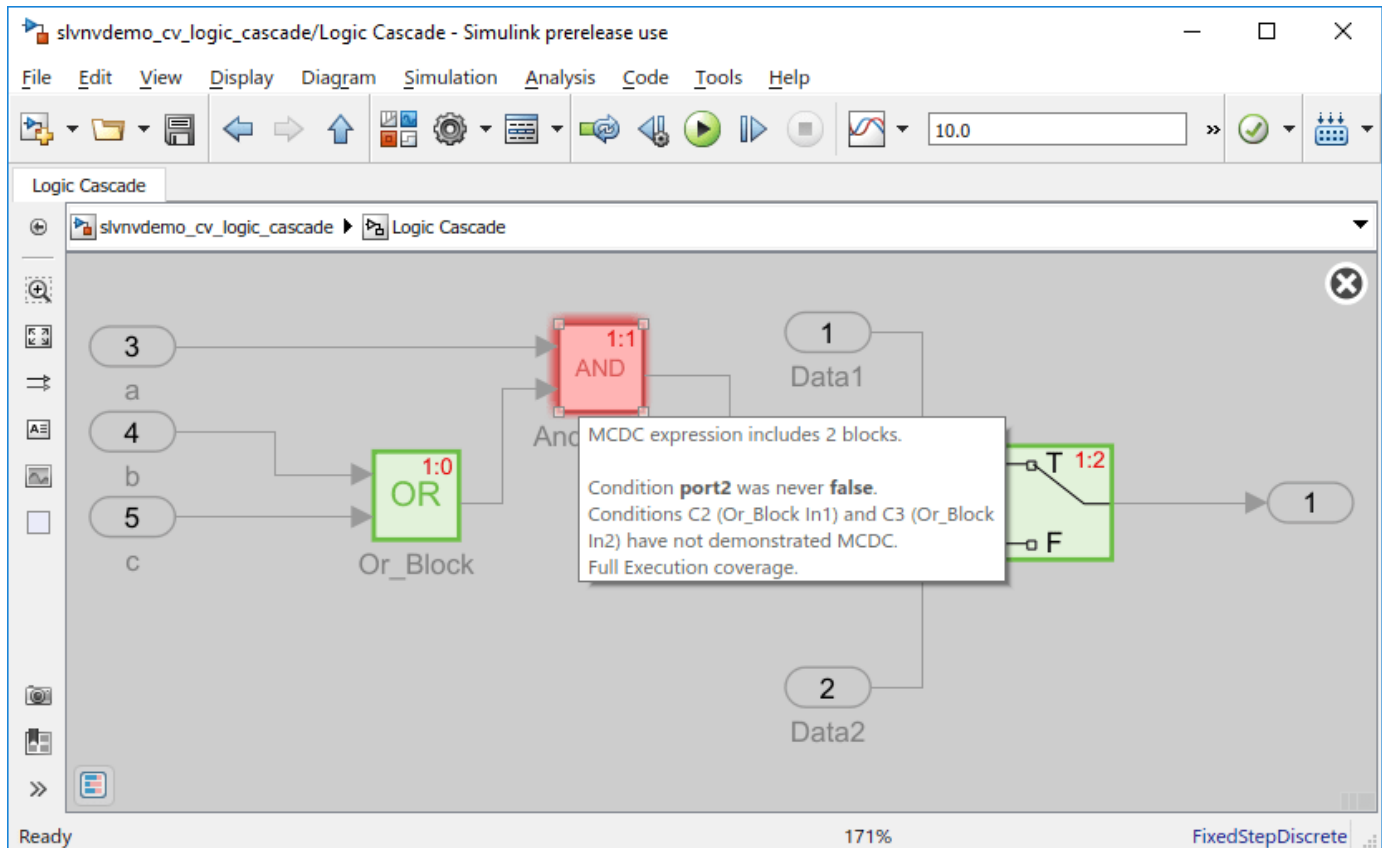 slvnvdemo_cv_logic_cascade/Logic Cascade - Simulink prerelease use
File Edit View Display Diagram Simulation Analysis Code Tools Help
10.0
Logic Cascade
slvnvdemo_cv_logic_cascade Logic Cascade
3
a
4
b
5
c
1:0
OR
Or_Block
1:1
AND
And
1
Data1
MCDC expression includes 2 blocks.
Condition port2 was never false.
Conditions C2 (Or_Block In1) and C3 (Or_Block
In2) have not demonstrated MCDC.
Full Execution coverage.
T 1:2
F
1
2
Data2
Ready 171% FixedStepDiscrete